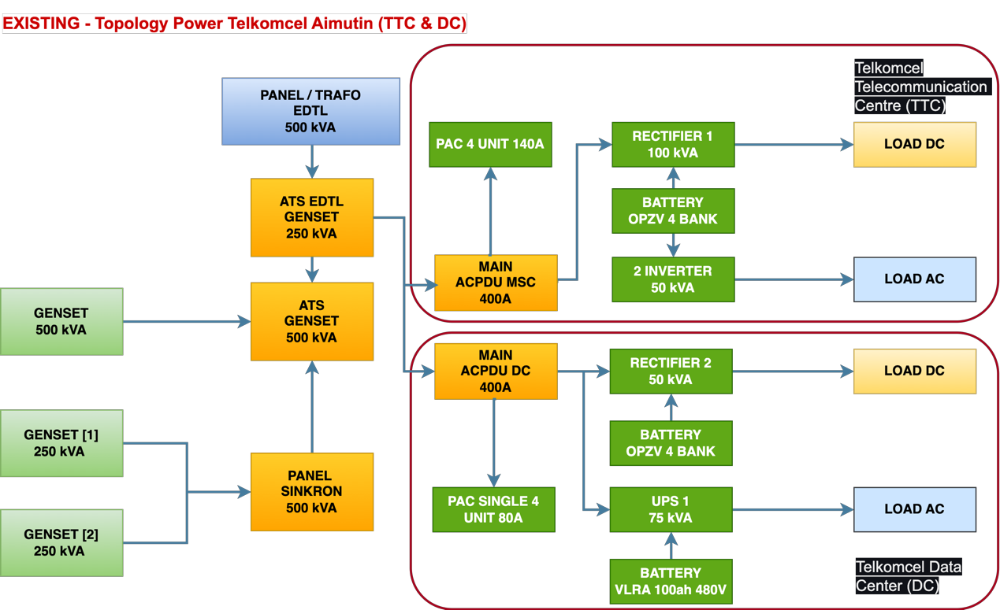 EXISTING - Topology Power Telkomcel Aimutin (TTC & DC)
PANEL / TRAFO
EDTL
500 kVA
ATS EDTL
GENSET
250 kVA
ATS
GENSET
500 kVA
GENSET
500 kVA
GENSET [1]
250 kVA
GENSET [2]
250 kVA
PANEL
SINKRON
500 kVA
Telkomcel
Telecommunication
Centre (TTC)
PAC 4 UNIT 140A
RECTIFIER 1
100 kVA
LOAD DC
BATTERY
OPZV 4 BANK
MAIN
ACPDU MSC
400A
2 INVERTER
50 kVA
LOAD AC
MAIN
ACPDU DC
400A
RECTIFIER 2
50 kVA
LOAD DC
BATTERY
OPZV 4 BANK
PAC SINGLE 4
UNIT 80A
UPS 1
75 kVA
LOAD AC
BATTERY
VLRA 100ah 480V
Telkomcel Data
Center (DC)